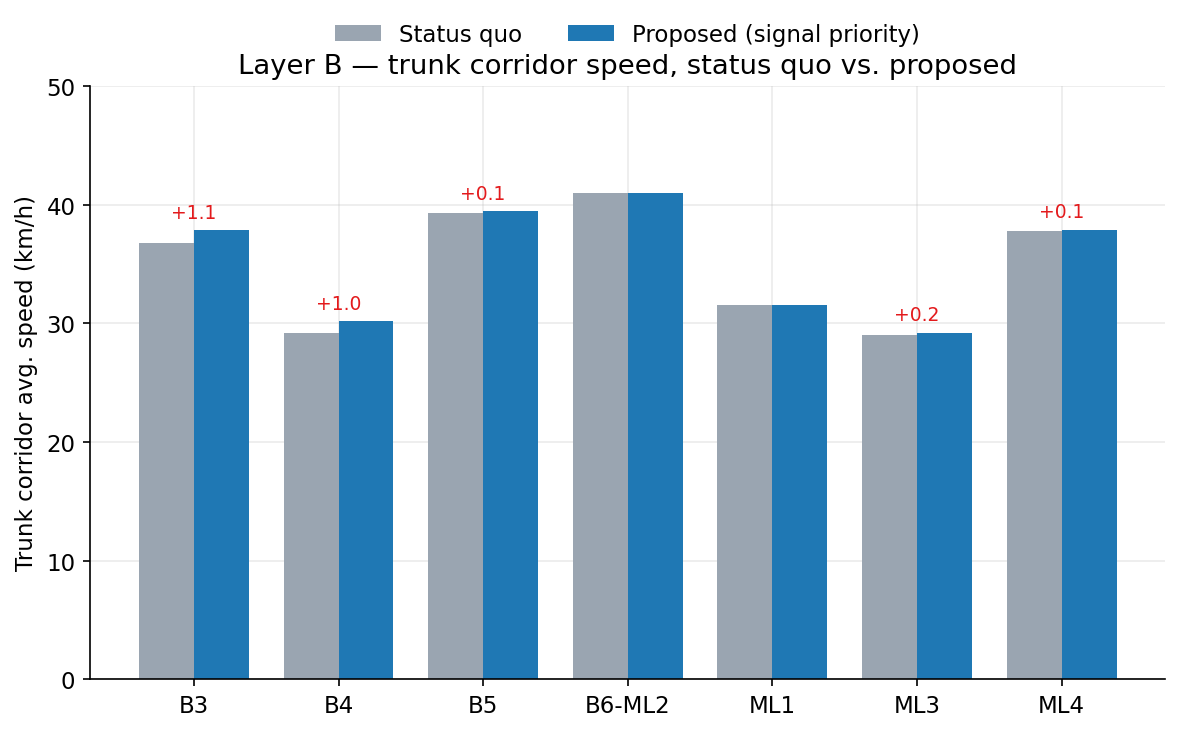 Status quo
Proposed (signal priority)
Layer B — trunk corridor speed, status quo vs. proposed
Trunk corridor avg. speed (km/h)
50
40
30
20
10
0
+1.1
+1.0
+0.1
+0.2
+0.1
B3
B4
B5
B6-ML2
ML1
ML3
ML4